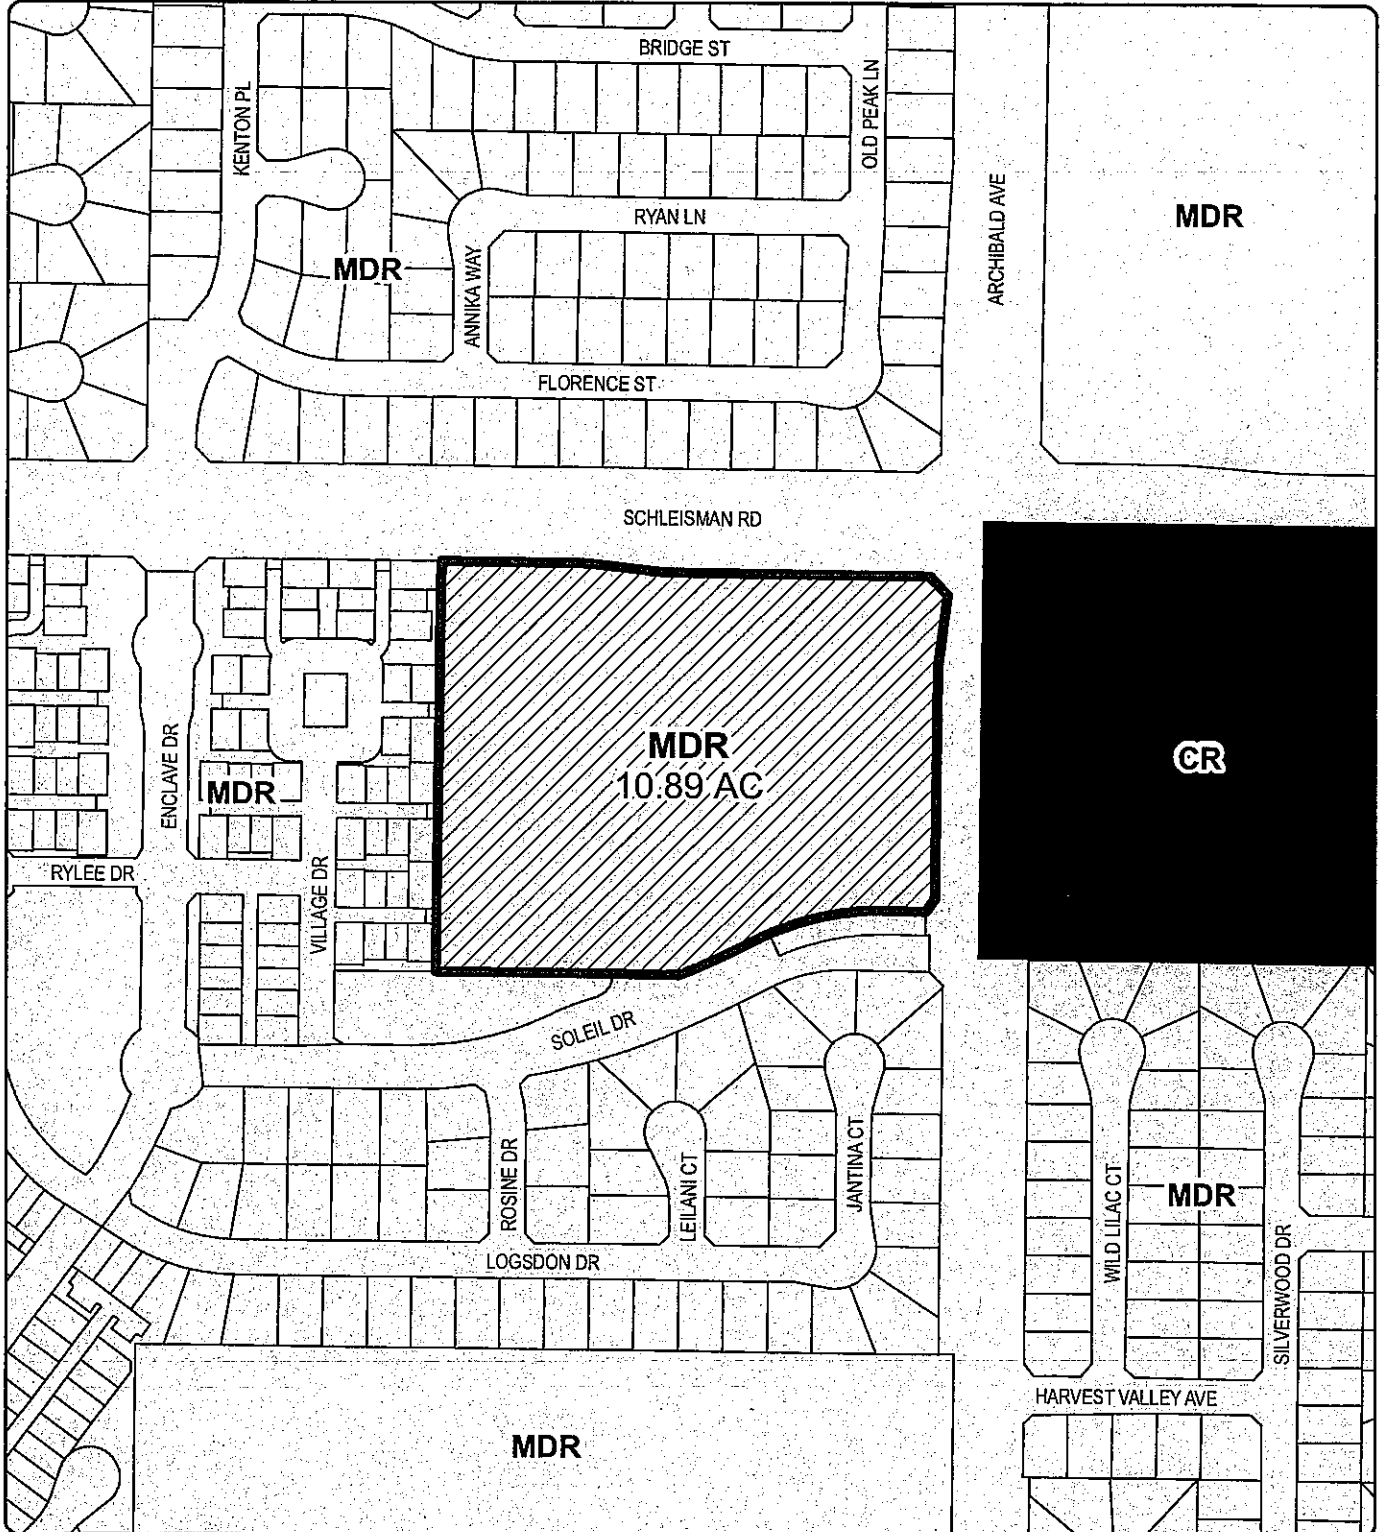 BRIDGE ST
KENTON PL
OLD PEAK LN
RYAN LN
MDR
ARCHIBALD AVE
MDR
ANNIKA WAY
FLORENCE ST
SCHLEISMAN RD
MDR
10.89 AC
CR
ENCLAVE DR
MDR
RYLEE DR
VILLAGE DR
SOLEIL DR
ROSINE DR
LEILANI CT
JANTINA CT
WILD LILAC CT
MDR
SILVERWOOD DR
LOGSDON DR
HARVEST VALLEY AVE
MDR